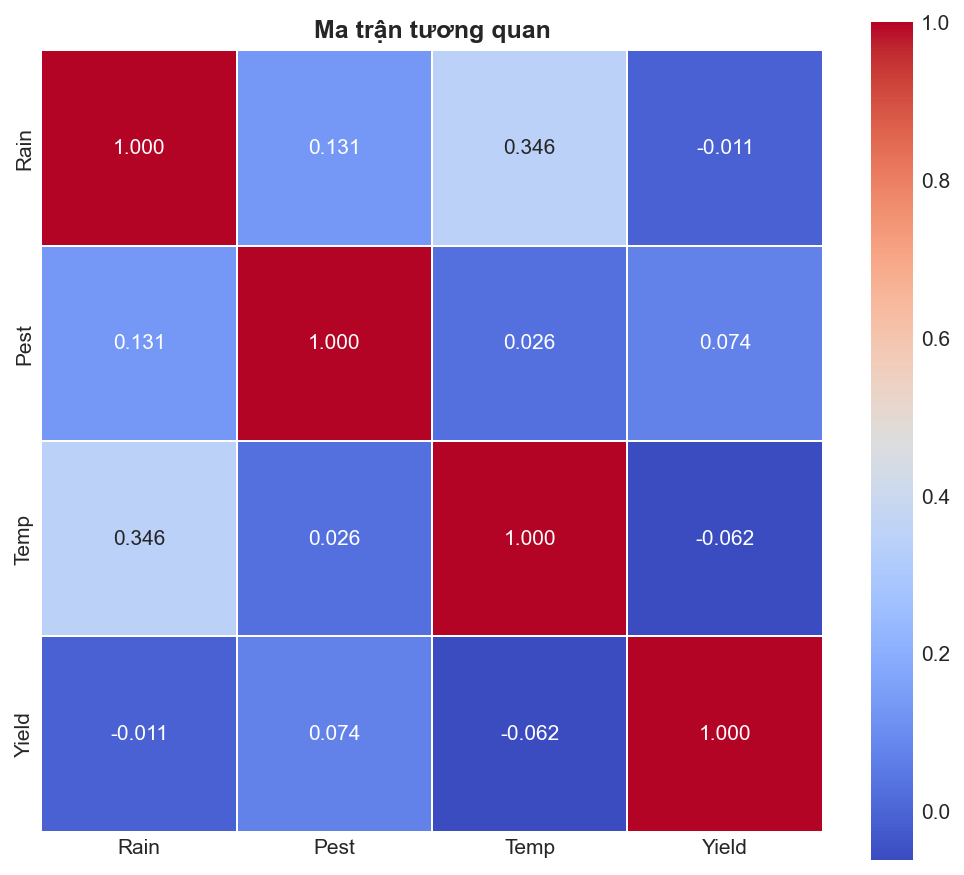 Ma trận tương quan
Rain 1.000 0.131 0.346 -0.011
Pest 0.131 1.000 0.026 0.074
Temp 0.346 0.026 1.000 -0.062
Yield -0.011 0.074 -0.062 1.000
Rain Pest Temp Yield
1.0
0.8
0.6
0.4
0.2
0.0